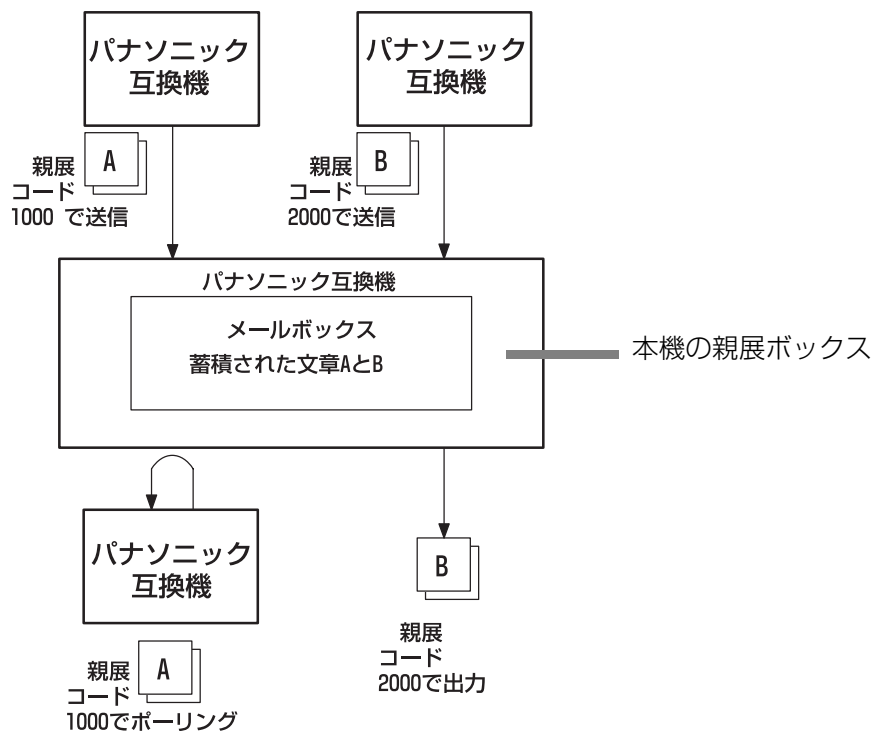 パナソニック
互換機
パナソニック
互換機
A
親展
コード
1000 で送信
B
親展
コード
2000で送信
パナソニック互換機
メールボックス
蓄積された文章AとB
本機の親展ボックス
パナソニック
互換機
B
親展
コード
2000で出力
A
親展
コード
1000でポーリング